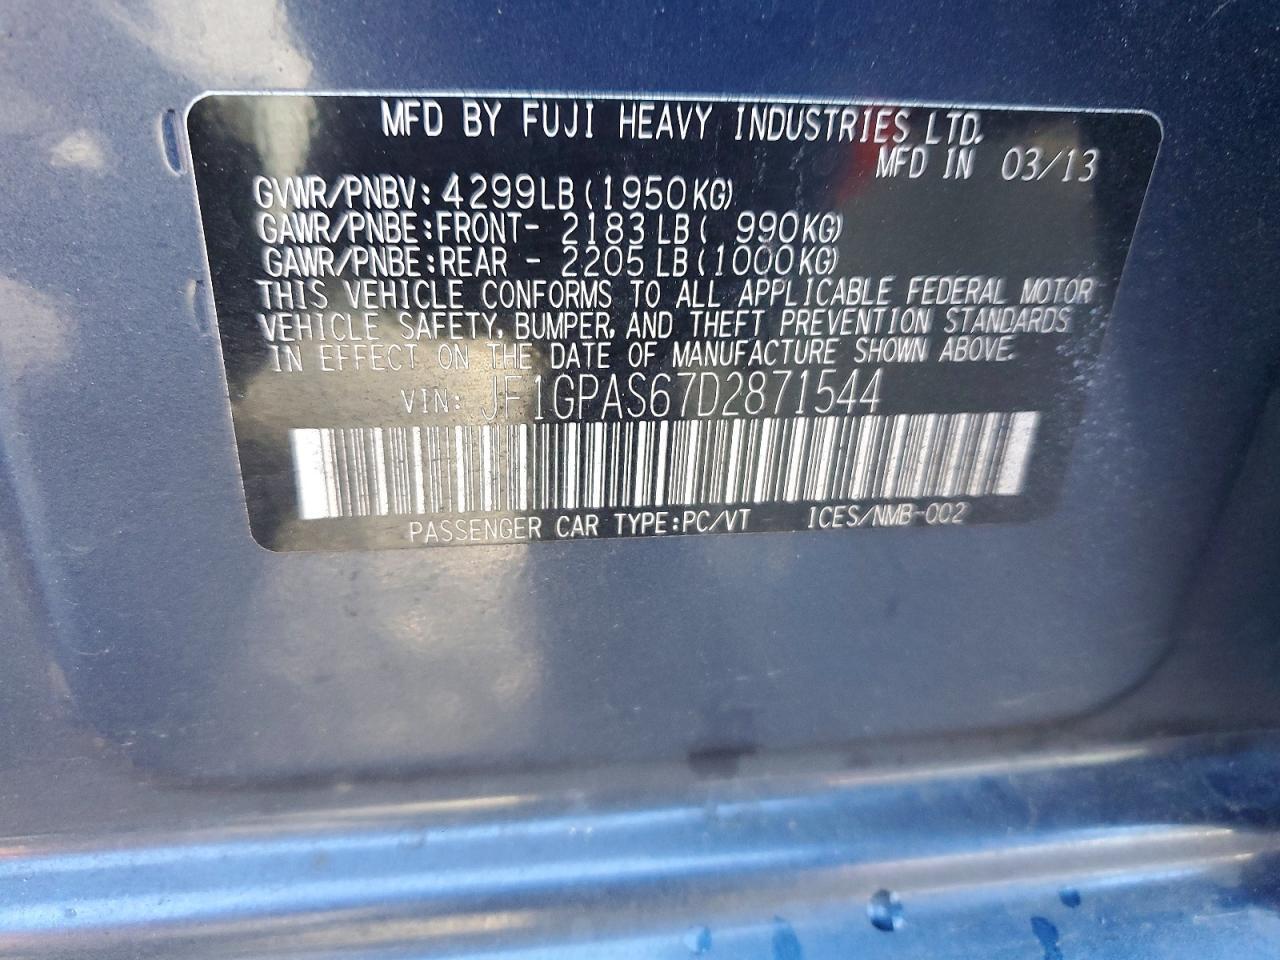 MFD BY FUJI HEAVY INDUSTRIES LTD.
MFD IN 03/13
GVWR/PNBV: 4299LB (1950KG)
GAWR/PNBE: FRONT- 2183 LB ( 990KG)
GAWR/PNBE: REAR - 2205 LB (1000KG)
THIS VEHICLE CONFORMS TO ALL APPLICABLE FEDERAL MOTOR
VEHICLE SAFETY, BUMPER, AND THEFT PREVENTION STANDARDS
IN EFFECT ON THE DATE OF MANUFACTURE SHOWN ABOVE.
VIN: JF1GPAS67D2871544
PASSENGER CAR TYPE:PC/VT ICES/NMB-002